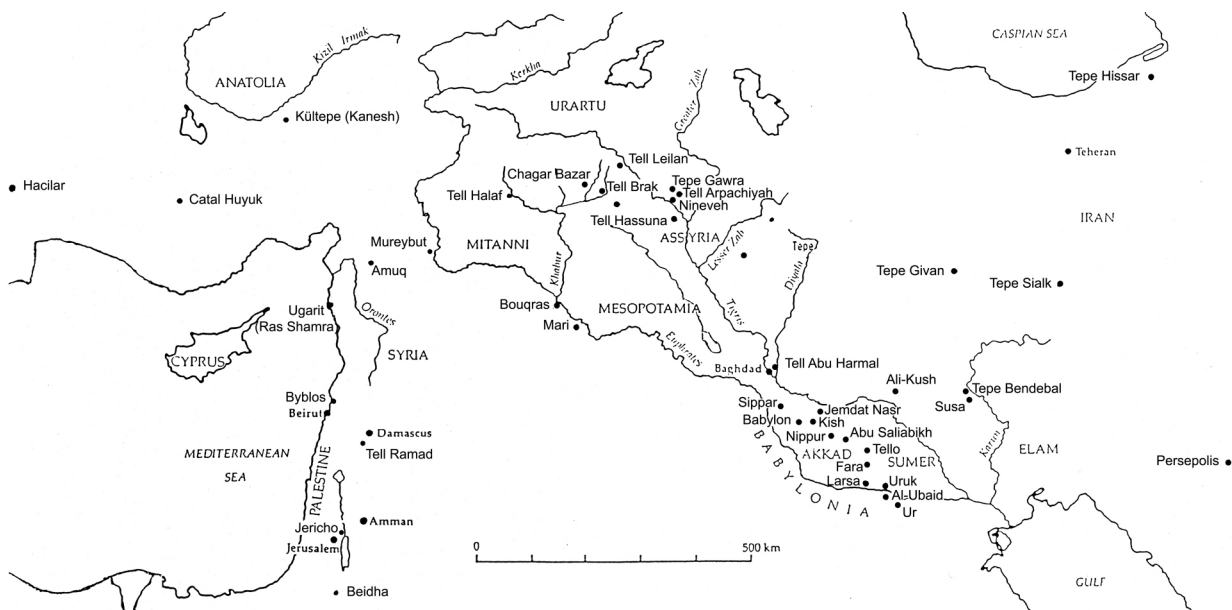 CASPIAN SEA
Kizil Irmak
Tepe Hissar
Kerklin
ANATOLIA
URARTU
Greater Zab
Kültepe (Kanesh)
Teheran
Tell Leilan
Chagar Bazar
Tepe Gawra
Hacilar
Tell Brak
Tell Arpachiyah
Tell Halaf
Catal Huyuk
Nineveh
Tell Hassuna
IRAN
ASSYRIA
Mureybut
MITANNI
Lesser Zab
Tepe
Amuq
Khabur
Diyala
Tepe Givan
Tepe Sialk
Bouqras
MESOPOTAMIA
Ugarit
(Ras Shamra)
Orontes
Mari
Tigris
Euphrates
CYPRUS
SYRIA
Baghdad
Tell Abu Harmal
Ali-Kush
Tepe Bendebal
Byblos
Sippar
Susa
Beirut
Jemdat Nasr
Babylon
Kish
Damascus
Nippur
Abu Saliabikh
Tell Ramad
Karun
ELAM
MEDITERRANEAN
SEA
AKKAD
Tello
SUMER
Persepolis
Fara
PALESTINE
BABYLONIA
Larsa
Uruk
Al-Ubaid
Ur
Amman
Jericho
Jerusalem
0
500 km
Beidha
GULF